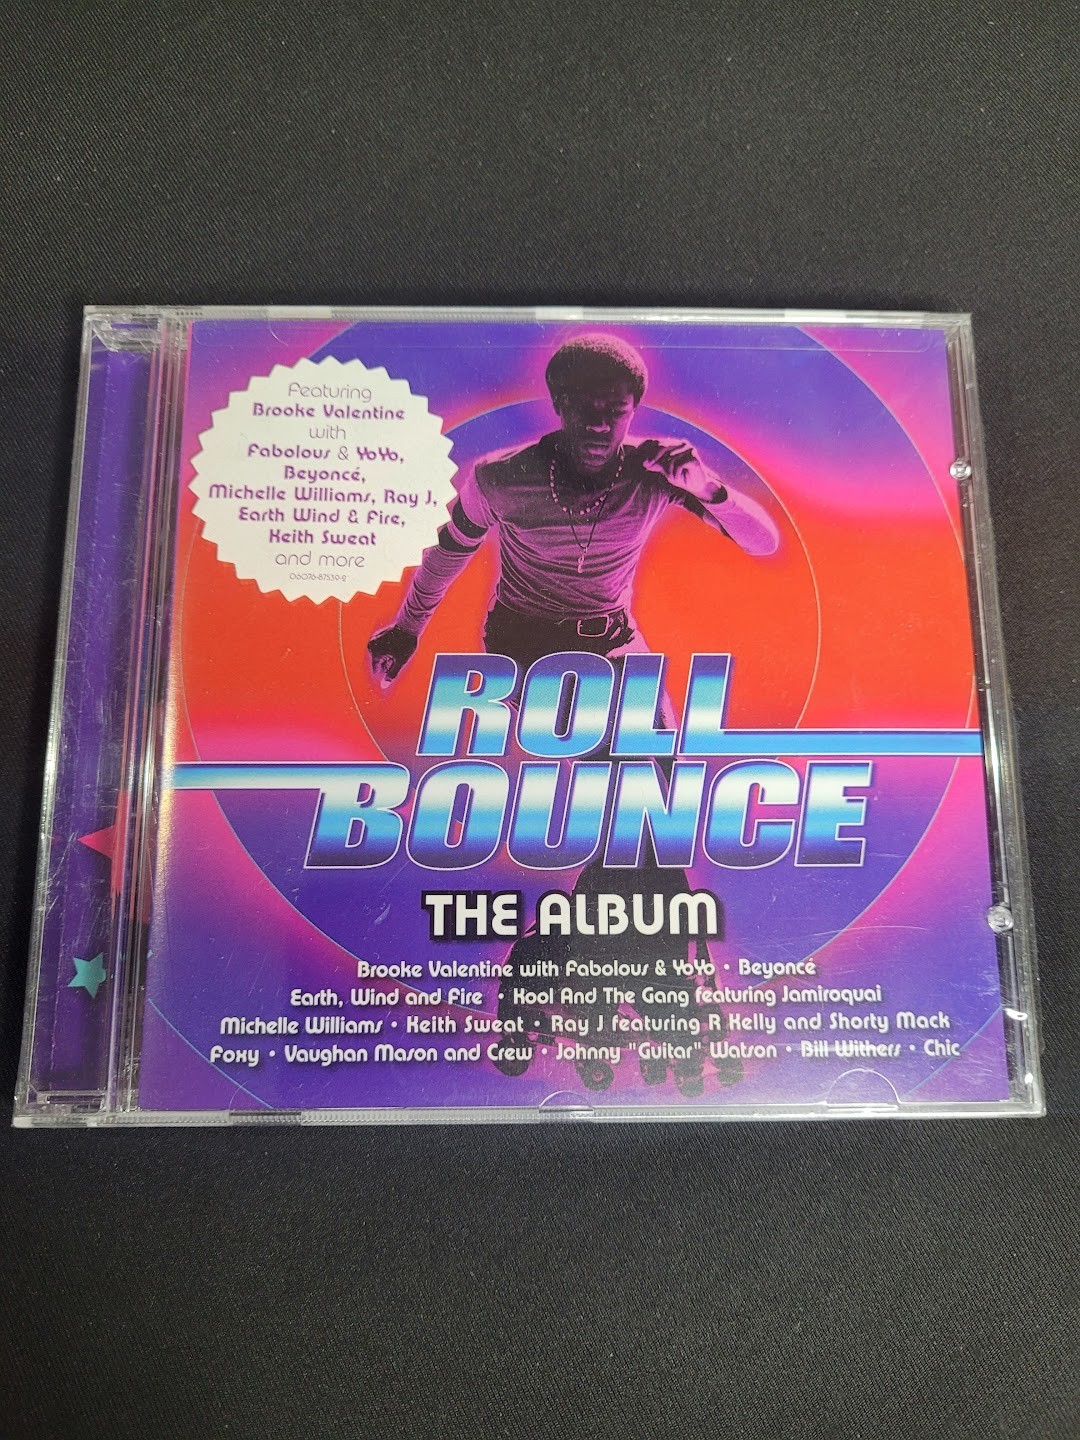 Featuring
Brooke Valentine
with
Fabolous & YoYo,
Beyoncé,
Michelle Williams, Ray J,
Earth Wind & Fire,
Keith Sweat
and more
06076-87539-2
ROLL
BOUNCE
THE ALBUM
Brooke Valentine with Fabolous & YoYo • Beyoncé
Earth, Wind and Fire • Kool And The Gang featuring Jamiroquai
Michelle Williams • Keith Sweat • Ray J featuring R Kelly and Shorty Mack
Foxy • Vaughan Mason and Crew • Johnny "Guitar" Watson • Bill Withers • Chic